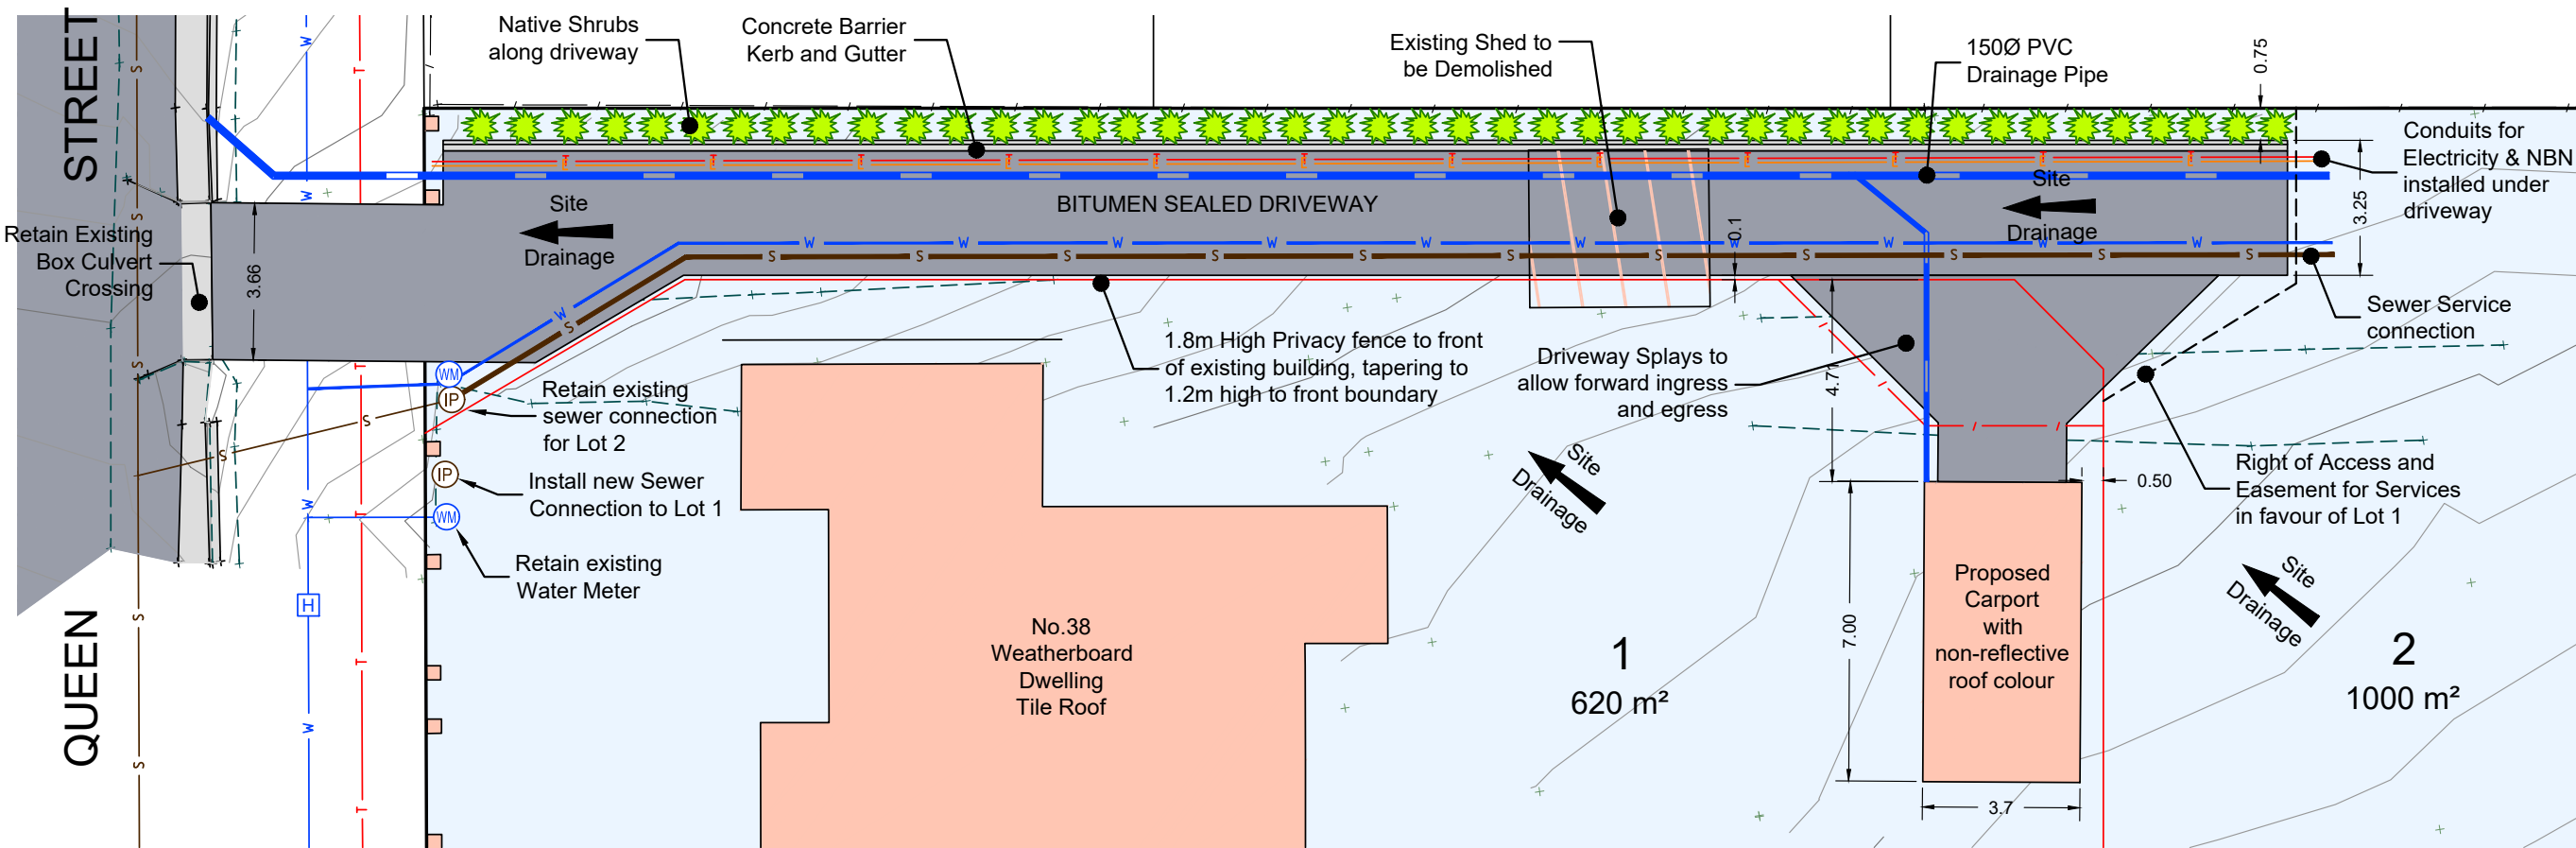 QUEEN STREET
Native Shrubs
along driveway
Concrete Barrier
Kerb and Gutter
Existing Shed to
be Demolished
150Ø PVC
Drainage Pipe
0.75
Conduits for
Electricity & NBN
installed under
driveway
3.25
BITUMEN SEALED DRIVEWAY
Site
Drainage
Site
Drainage
0.1
Retain Existing
Box Culvert
Crossing
3.66
Sewer Service
connection
1.8m High Privacy fence to front
of existing building, tapering to
1.2m high to front boundary
Driveway Splays to
allow forward ingress
and egress
4.71
Retain existing
sewer connection
for Lot 2
Install new Sewer
Connection to Lot 1
Retain existing
Water Meter
WM
IP
IP
WM
H
Site
Drainage
0.50
Right of Access and
Easement for Services
in favour of Lot 1
Site
Drainage
No.38
Weatherboard
Dwelling
Tile Roof
1
620 m²
7.00
Proposed
Carport
with
non-reflective
roof colour
3.7
2
1000 m²